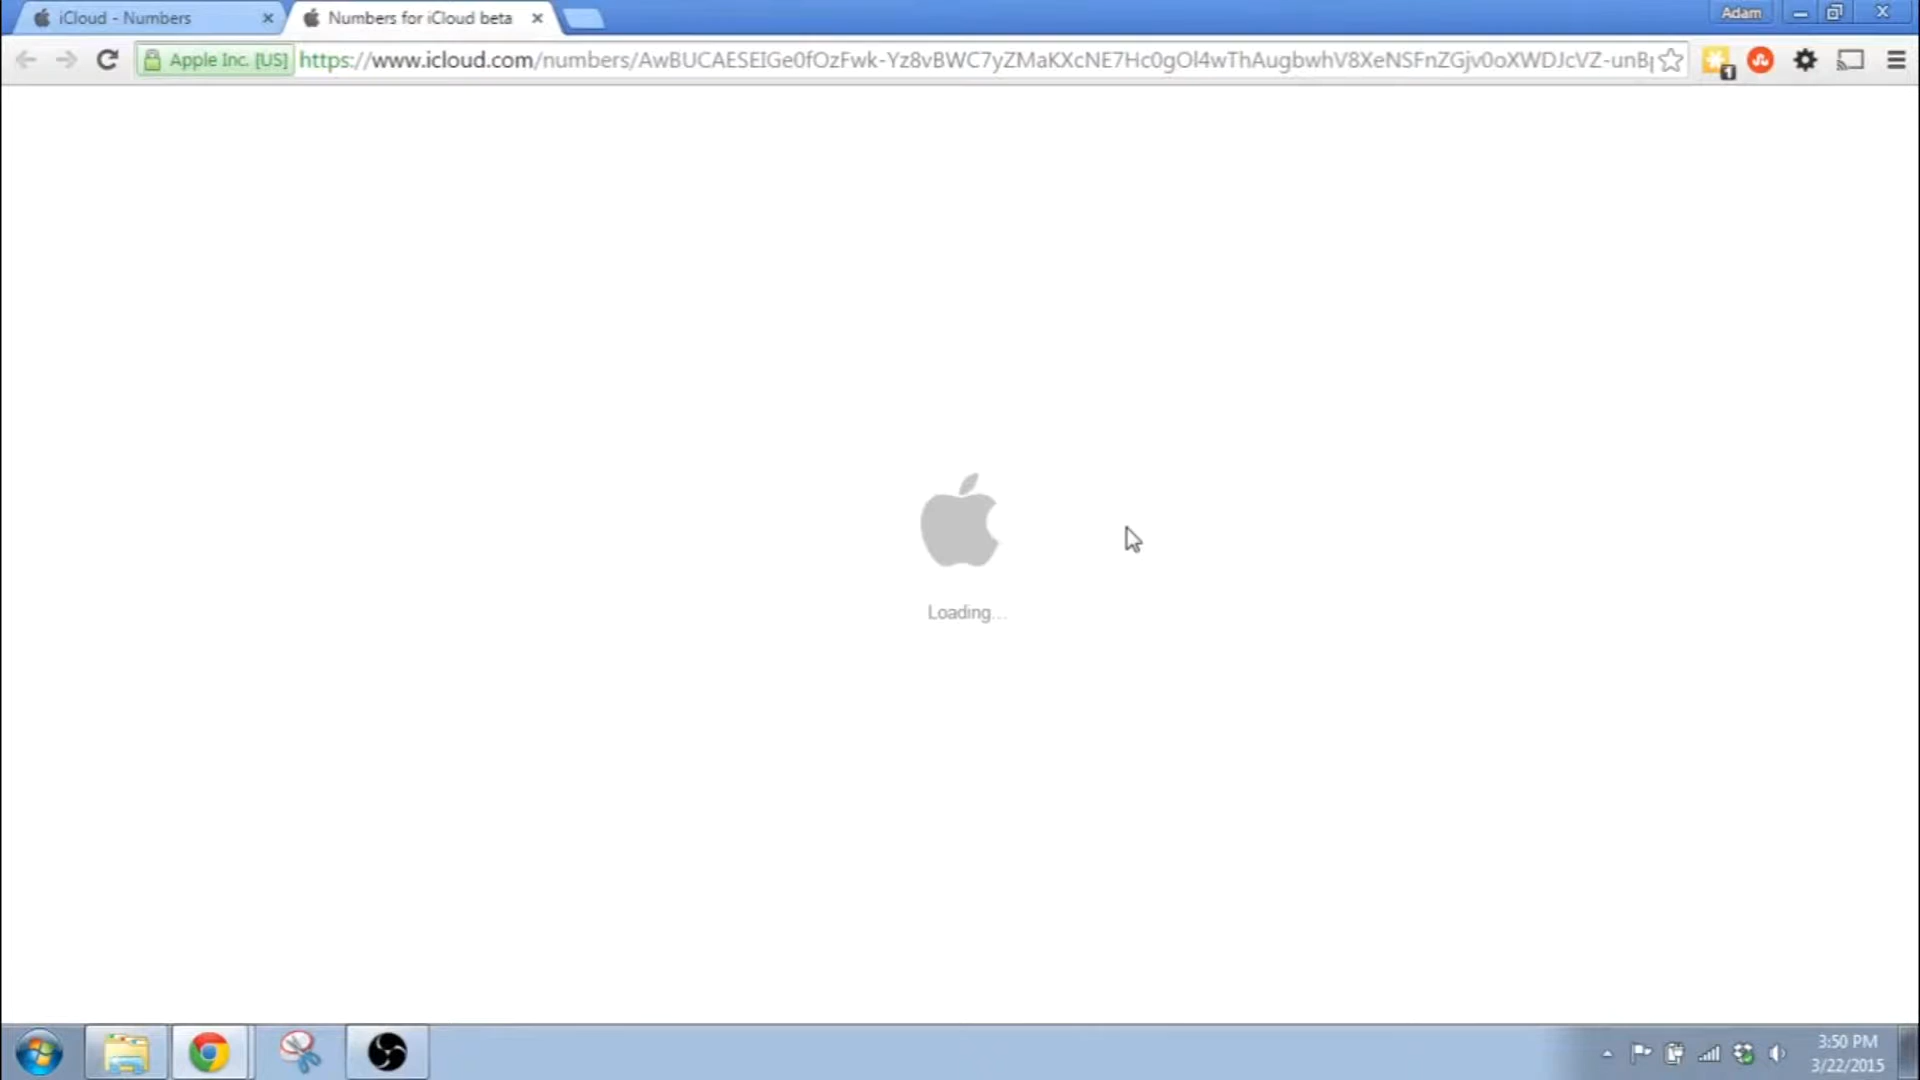 iCloud - Numbers
Numbers for iCloud beta
Adam
Apple Inc. [US]
https://www.icloud.com/numbers/AwBUCAESEIGe0fOzFwk-Yz8vBWC7yZMaKXcNE7Hc0gOl4wThAugbwhV8XeNSFnZGjv0oXWDJcVZ-unB
1
Loading...
3:50 PM
3/22/2015